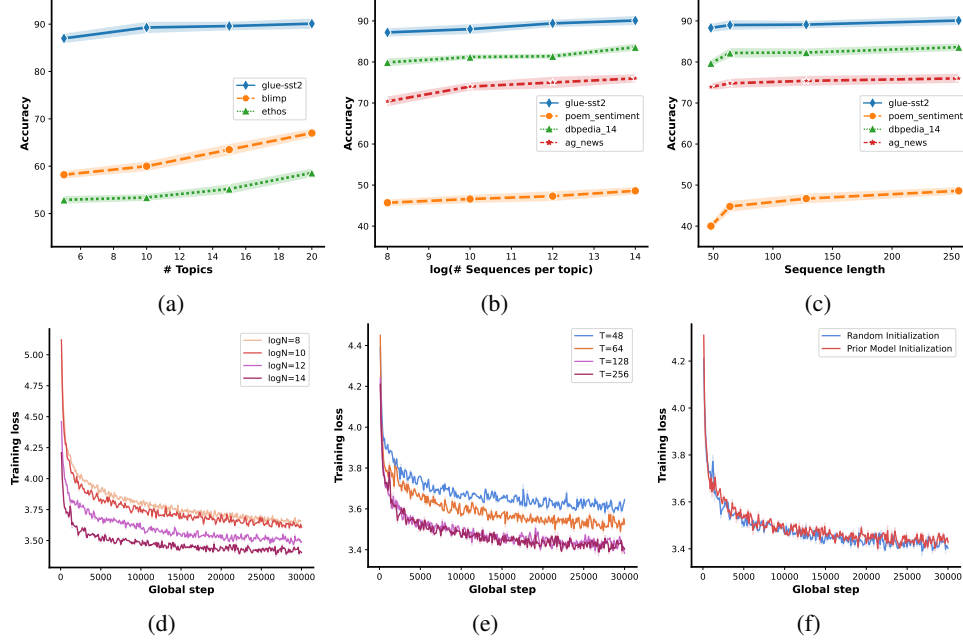 90
80
70
60
50
Accuracy
glue-sst2
blimp
ethos
6 8 10 12 14 16 18 20
# Topics
(a)
90
80
70
60
50
40
Accuracy
glue-sst2
poem_sentiment
dbpedia_14
ag_news
8 9 10 11 12 13 14
log(# Sequences per topic)
(b)
90
80
70
60
50
40
Accuracy
glue-sst2
poem_sentiment
dbpedia_14
ag_news
50 100 150 200 250
Sequence length
(c)
5.00
4.75
4.50
4.25
4.00
3.75
3.50
Training loss
logN=8
logN=10
logN=12
logN=14
0 5000 10000 15000 20000 25000 30000
Global step
(d)
4.4
4.2
4.0
3.8
3.6
3.4
Training loss
T=48
T=64
T=128
T=256
0 5000 10000 15000 20000 25000 30000
Global step
(e)
4.2
4.0
3.8
3.6
3.4
Training loss
Random Initialization
Prior Model Initialization
0 5000 10000 15000 20000 25000 30000
Global step
(f)